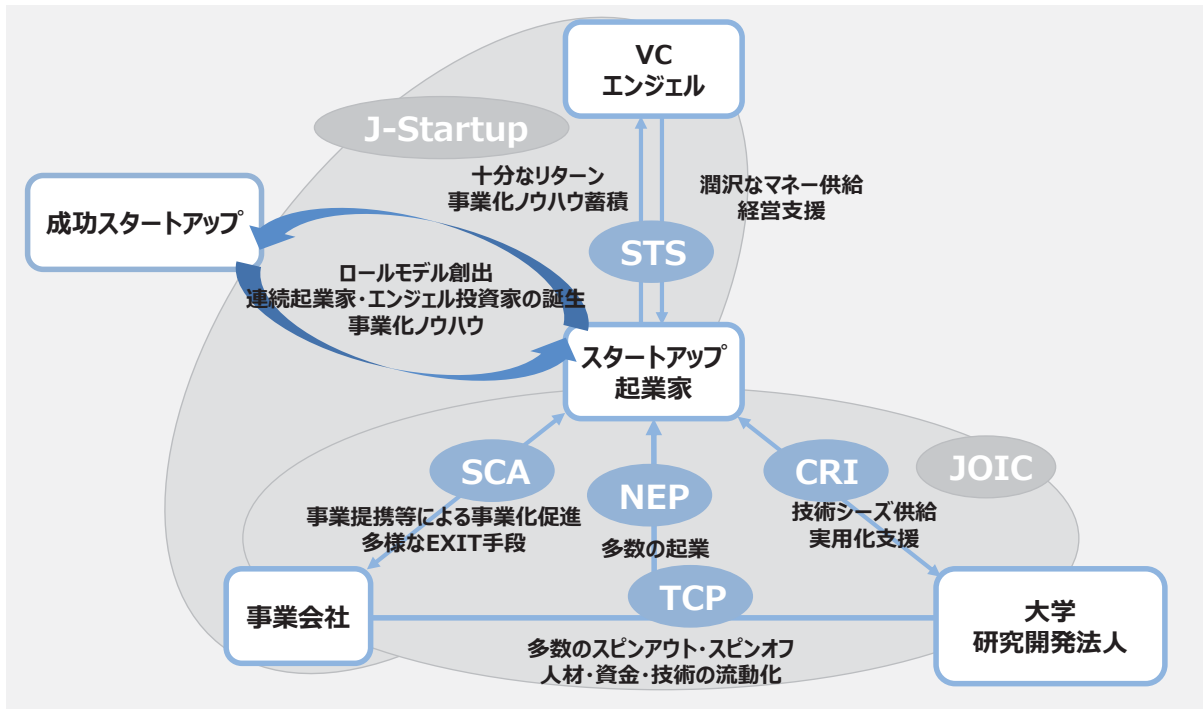 VC
エンジェル
J-Startup
十分なリターン
事業化ノウハウ蓄積
潤沢なマネー供給
経営支援
成功スタートアップ
STS
ロールモデル創出
連続起業家・エンジェル投資家の誕生
事業化ノウハウ
スタートアップ
起業家
SCA
NEP
CRI
JOIC
事業提携等による事業化促進
多様なEXIT手段
多数の起業
技術シーズ供給
実用化支援
TCP
事業会社
大学
研究開発法人
多数のスピンアウト・スピンオフ
人材・資金・技術の流動化